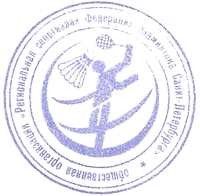 общественная организация «Региональная спортивная Федерация бадминтона Санкт-Петербурга»